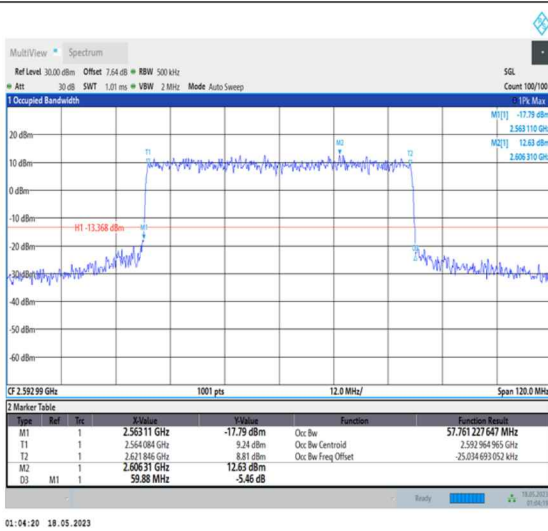 MultiView Spectrum
Ref Level 30.00 dBm Offset 7.64 dB RBW 500 kHz SGL
Att 30 dB SWT 1.01 ms VBW 2 MHz Mode Auto Sweep Count 100/100
1 Occupied Bandwidth 1Pk Max
M1[1] -17.79 dBm
2.563 110 GHz
M2[1] 12.63 dBm
2.606 310 GHz
20 dBm
T1 M2 T2
10 dBm
0 dBm
-10 dBm
H1 -13.368 dBm M1
-20 dBm
-30 dBm
-40 dBm
-50 dBm
-60 dBm
CF 2.592 99 GHz 1001 pts 12.0 MHz/ Span 120.0 MHz
2 Marker Table
Type Ref Trc X-Value Y-Value Function Function Result
M1 1 2.563 11 GHz -17.79 dBm Occ Bw 57.761 227 647 MHz
T1 1 2.564 084 GHz 9.24 dBm Occ Bw Centroid 2.592 964 965 GHz
T2 1 2.621 846 GHz 8.81 dBm Occ Bw Freq Offset -25.034 693 052 kHz
M2 1 2.606 31 GHz 12.63 dBm
D3 M1 1 59.88 MHz -5.46 dB
Ready 18.05.2023
01:04:19
01:04:20 18.05.2023